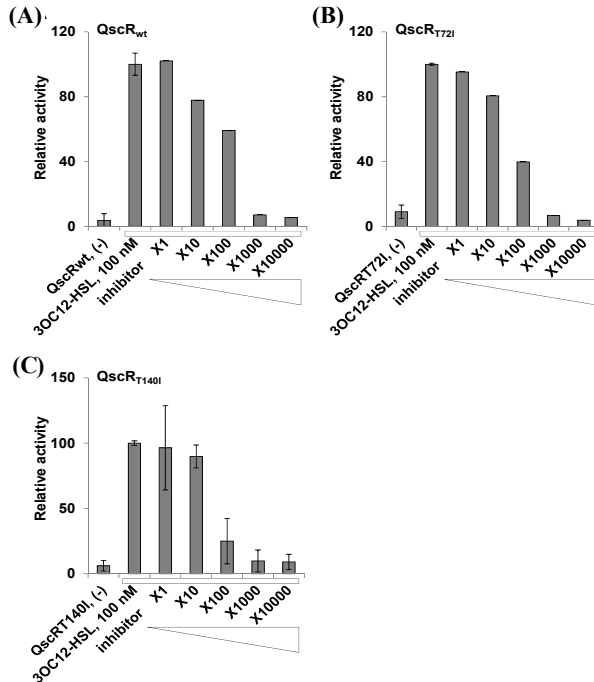 (A)
QscRwt
120
80
40
0
Relative activity
QscRwt, (-)
3OC12-HSL, 100 nM
inhibitor
X1
X10
X100
X1000
X10000
(B)
QscRT72I
120
80
40
0
Relative activity
QscRT72I, (-)
3OC12-HSL, 100 nM
inhibitor
X1
X10
X100
X1000
X10000
(C)
QscRT140I
150
100
50
0
Relative activity
QscRT140I, (-)
3OC12-HSL, 100 nM
inhibitor
X1
X10
X100
X1000
X10000